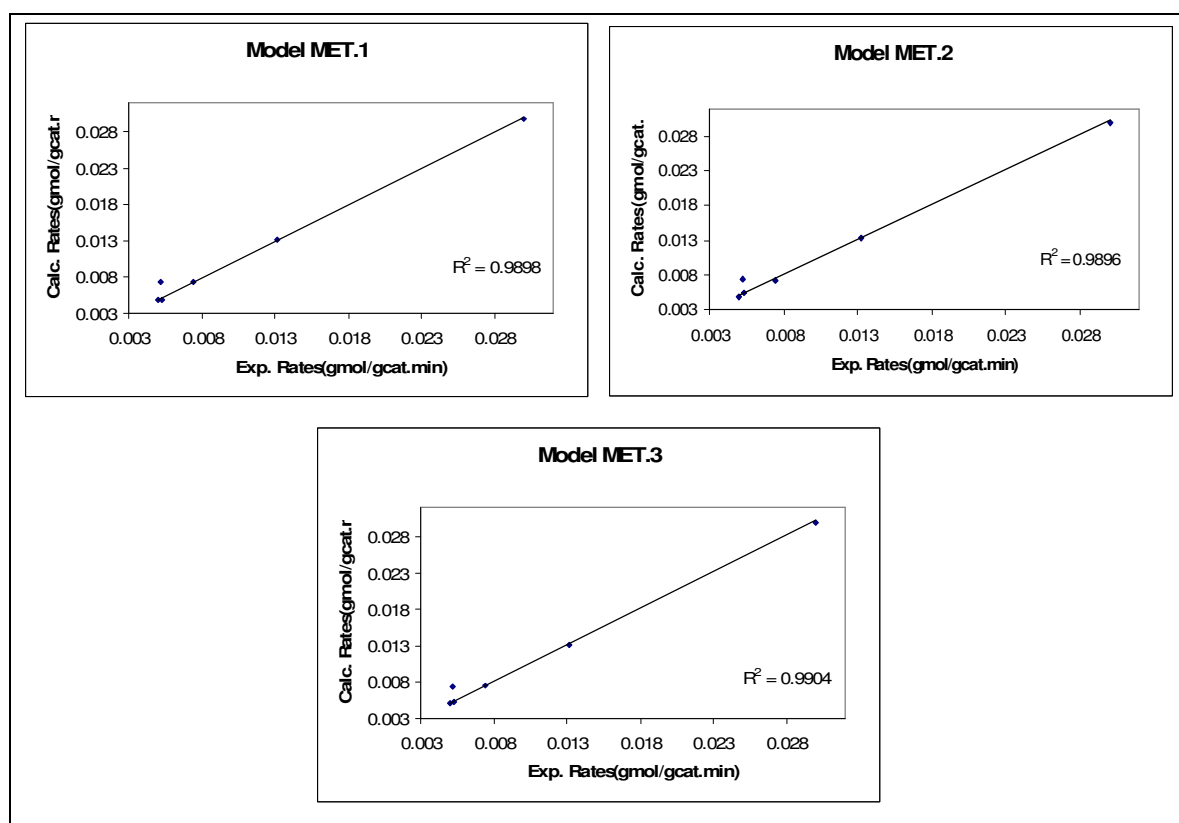 Model MET.1
Calc. Rates(gmol/gcat.r
0.028
0.023
0.018
0.013
0.008
0.003
R² = 0.9898
0.003 0.008 0.013 0.018 0.023 0.028
Exp. Rates(gmol/gcat.min)
Model MET.2
Calc. Rates(gmol/gcat.
0.028
0.023
0.018
0.013
0.008
0.003
R² = 0.9896
0.003 0.008 0.013 0.018 0.023 0.028
Exp. Rates(gmol/gcat.min)
Model MET.3
Calc. Rates(gmol/gcat.r
0.028
0.023
0.018
0.013
0.008
0.003
R² = 0.9904
0.003 0.008 0.013 0.018 0.023 0.028
Exp. Rates(gmol/gcat.min)